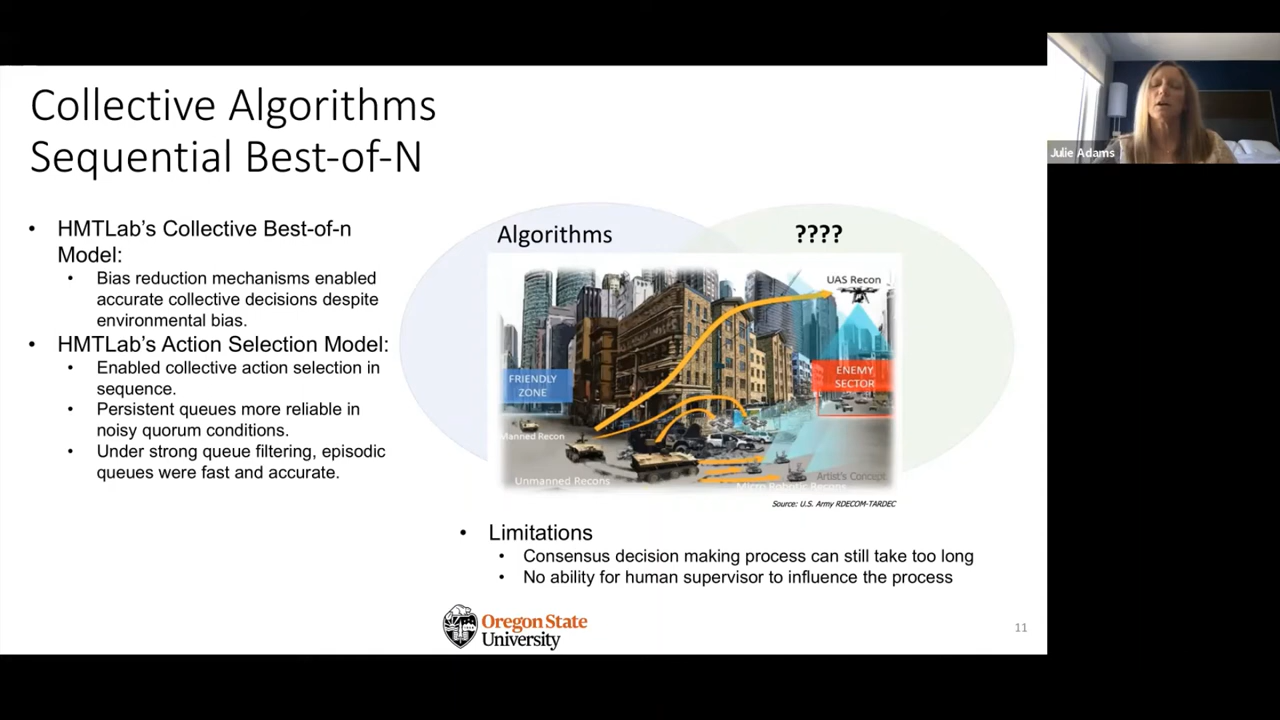 Collective Algorithms
Sequential Best-of-N
• HMTLab's Collective Best-of-n
Model:
• Bias reduction mechanisms enabled
accurate collective decisions despite
environmental bias.
• HMTLab's Action Selection Model:
• Enabled collective action selection in
sequence.
• Persistent queues more reliable in
noisy quorum conditions.
• Under strong queue filtering, episodic
queues were fast and accurate.
Algorithms
????
UAS Recon
FRIENDLY
ZONE
ENEMY
SECTOR
Manned Recon
Unmanned Recons
Artist's Concept
Micro Robotic Recons
Source: U.S. Army RDECOM-TARDEC
• Limitations
• Consensus decision making process can still take too long
• No ability for human supervisor to influence the process
Oregon State
University
11
Julie Adams